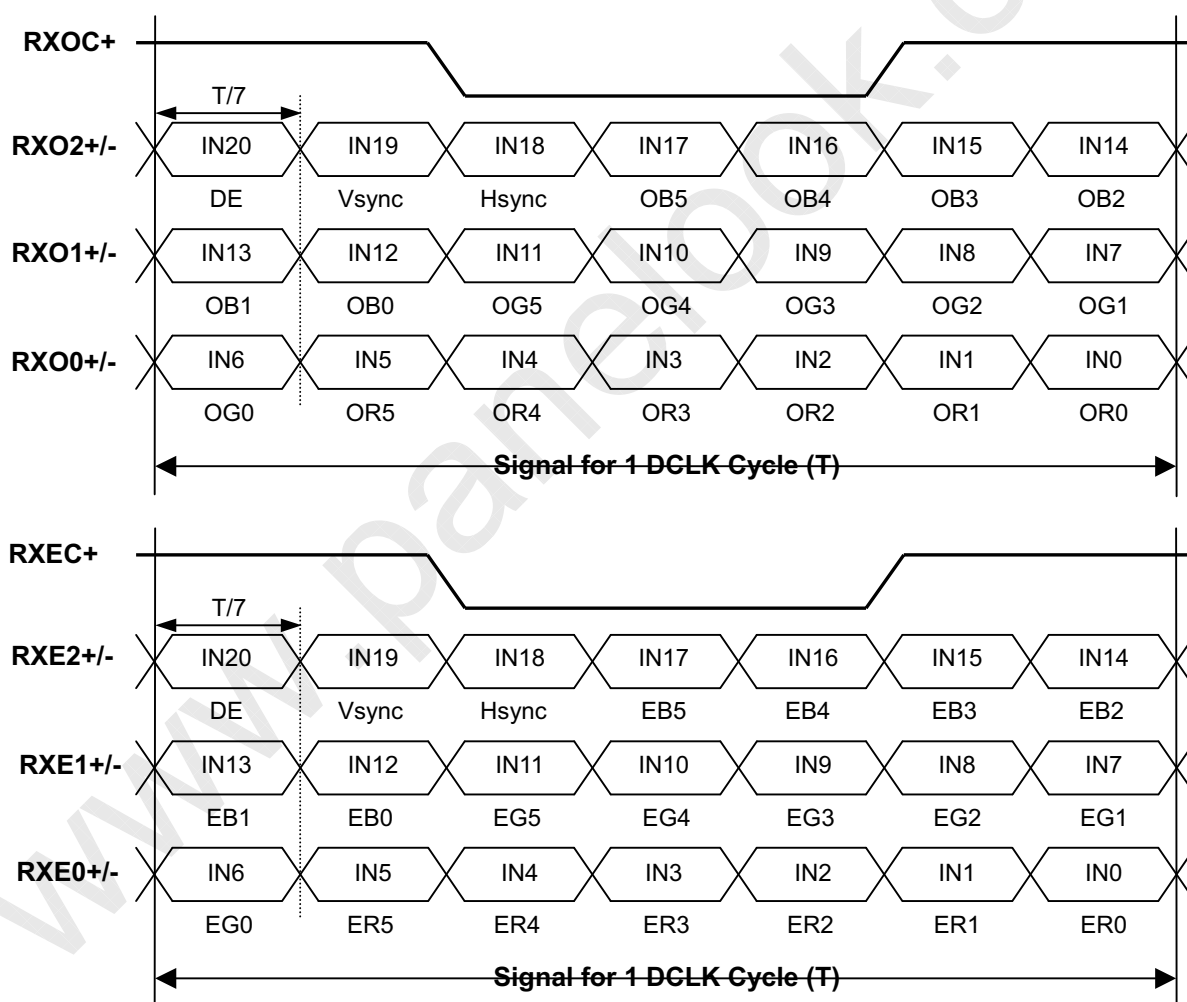 RXOC+
T/7
RXO2+/- IN20 IN19 IN18 IN17 IN16 IN15 IN14
DE Vsync Hsync OB5 OB4 OB3 OB2
RXO1+/- IN13 IN12 IN11 IN10 IN9 IN8 IN7
OB1 OB0 OG5 OG4 OG3 OG2 OG1
RXO0+/- IN6 IN5 IN4 IN3 IN2 IN1 IN0
OG0 OR5 OR4 OR3 OR2 OR1 OR0
Signal for 1 DCLK Cycle (T)
RXEC+
T/7
RXE2+/- IN20 IN19 IN18 IN17 IN16 IN15 IN14
DE Vsync Hsync EB5 EB4 EB3 EB2
RXE1+/- IN13 IN12 IN11 IN10 IN9 IN8 IN7
EB1 EB0 EG5 EG4 EG3 EG2 EG1
RXE0+/- IN6 IN5 IN4 IN3 IN2 IN1 IN0
EG0 ER5 ER4 ER3 ER2 ER1 ER0
Signal for 1 DCLK Cycle (T)
www.panelook.